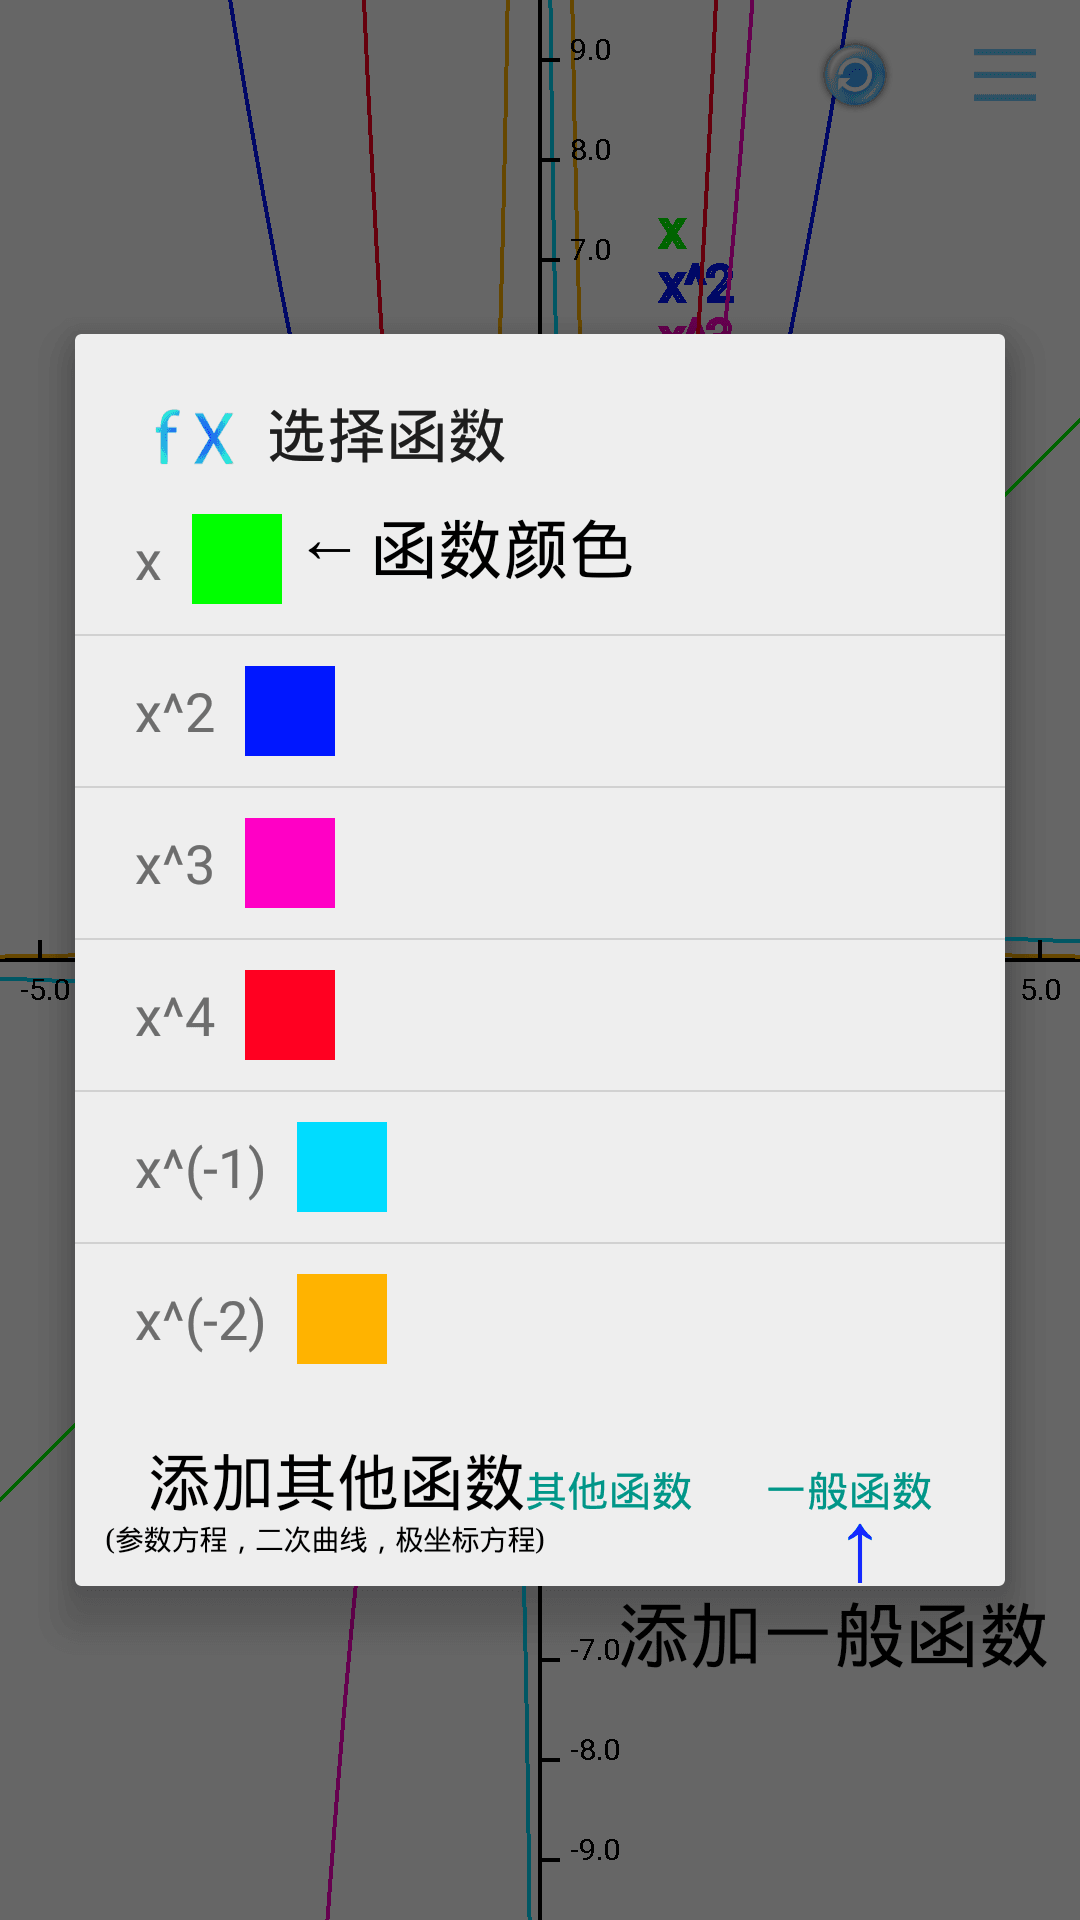 9.0
8.0
7.0
x
x^2
x^3
fX 选择函数
x ← 函数颜色
x^2
x^3
x^4
-5.0
5.0
x^(-1)
x^(-2)
添加其他函数 其他函数 一般函数
(参数方程，二次曲线，极坐标方程)
↑
添加一般函数
-7.0
-8.0
-9.0